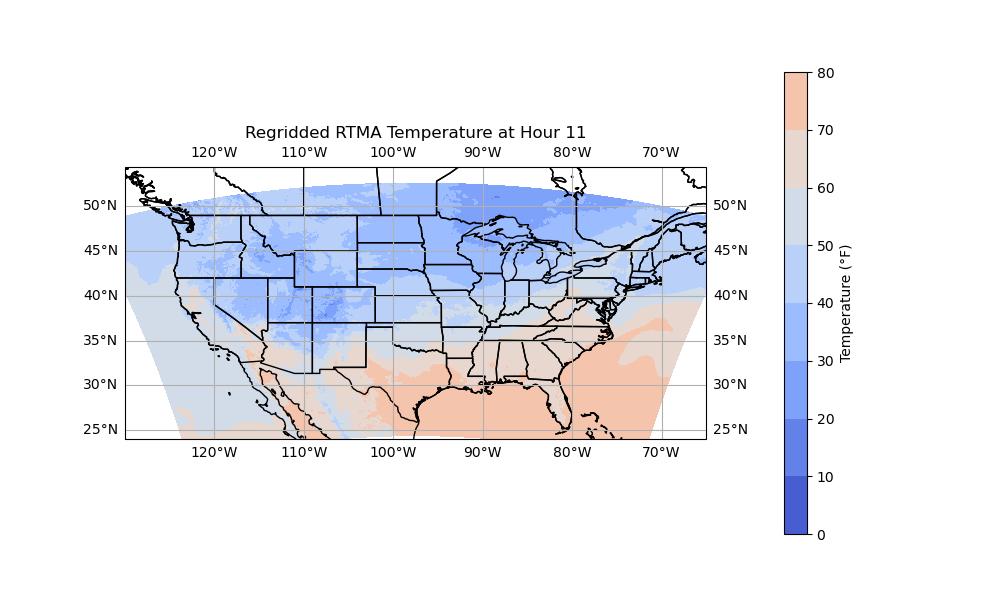 Regridded RTMA Temperature at Hour 11
120°W 110°W 100°W 90°W 80°W 70°W
50°N 50°N
45°N 45°N
40°N 40°N
35°N 35°N
30°N 30°N
25°N 25°N
120°W 110°W 100°W 90°W 80°W 70°W
80
70
60
50
40
30
20
10
0
Temperature (°F)